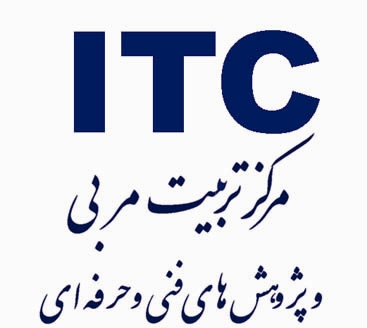 ITC
مرکز تربیت مربی
و پژوهش های فنی و حرفه ای